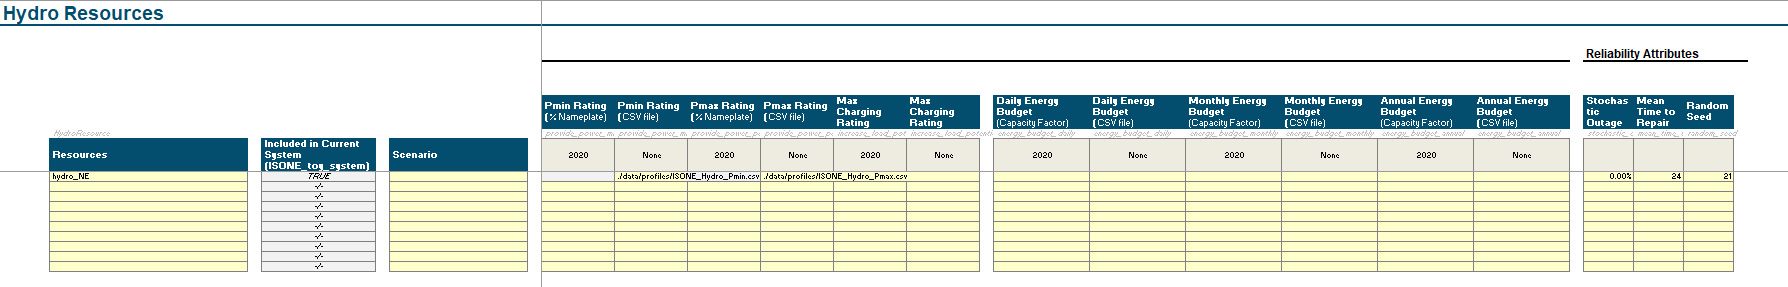 Hydro Resources
Reliability Attributes
Pmin Rating (% Nameplate)
Pmin Rating (CSV file)
Pmax Rating (% Nameplate)
Pmax Rating (CSV file)
Max Charging Rating
Max Charging Rating
Daily Energy Budget (Capacity Factor)
Daily Energy Budget (CSV file)
Monthly Energy Budget (Capacity Factor)
Monthly Energy Budget (CSV file)
Annual Energy Budget (Capacity Factor)
Annual Energy Budget (CSV file)
Stochas tic Outage
Mean Time to Repair
Random Seed
HydroResource
provide_power_m provide_power_m provide_power_p provide_power_p increase_load_pot increase_load_potenti energy_budget_daily energy_budget_daily energy_budget_monthly energy_budget_monthly energy_budget_annual energy_budget_annual stochastic_o mean_time_t random_seed
Resources
Included in Current System (ISONE_toy_system)
Scenario
2020 None 2020 None 2020 None 2020 None 2020 None 2020 None
hydro_NE TRUE ./data/profiles/ISONE_Hydro_Pmin.csv ./data/profiles/ISONE_Hydro_Pmax.csv 0.00% 24 21
-/-
-/-
-/-
-/-
-/-
-/-
-/-
-/-
-/-